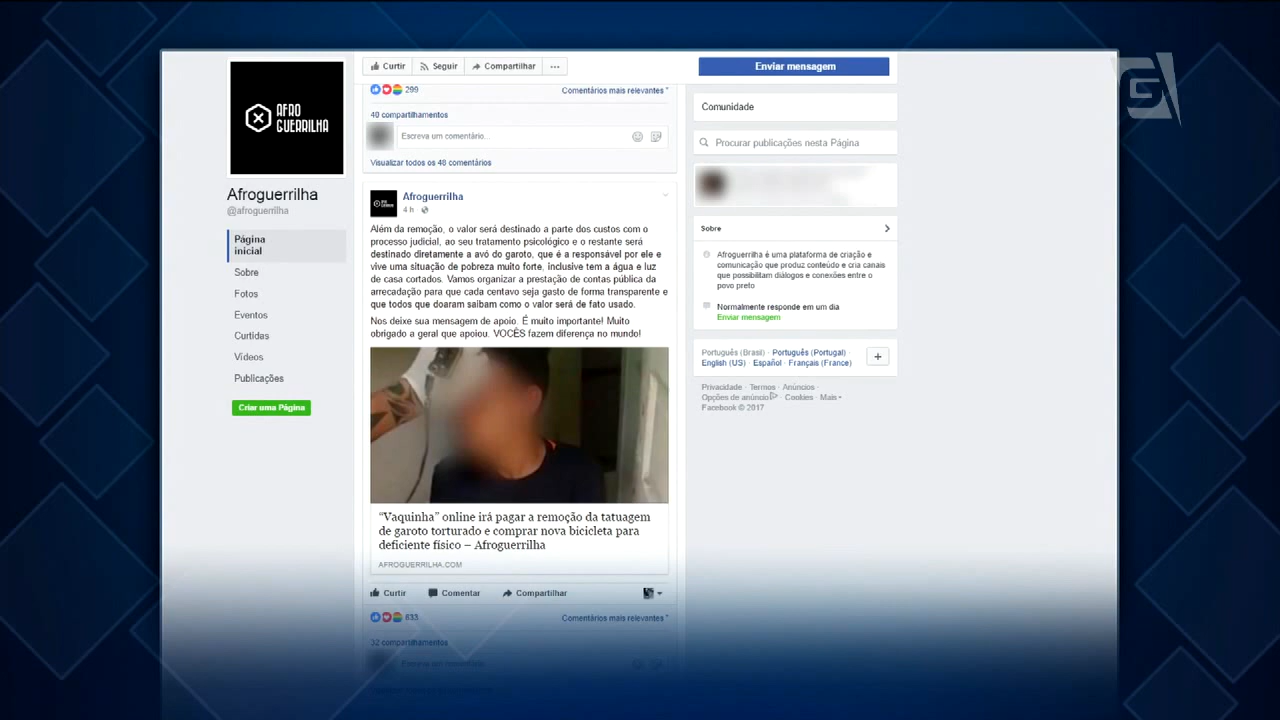 AFRO
GUERRILHA
Afroguerrilha
@afroguerrilha
Página
inicial
Sobre
Fotos
Eventos
Curtidas
Vídeos
Publicações
Criar uma Página
Curtir Seguir Compartilhar ...
299 Comentários mais relevantes
40 compartilhamentos
Escreva um comentário...
Visualizar todos os 48 comentários
Afroguerrilha
4 h ·
Além da remoção, o valor será destinado a parte dos custos com o
processo judicial, ao seu tratamento psicológico e o restante será
destinado diretamente a avó do garoto, que é a responsável por ele e
vive uma situação de pobreza muito forte, inclusive tem a água e luz
de casa cortados. Vamos organizar a prestação de contas pública da
arrecadação para que cada centavo seja gasto de forma transparente e
que todos que doaram saibam como o valor será de fato usado.
Nos deixe sua mensagem de apoio. É muito importante! Muito
obrigado a geral que apoiou. VOCÊS fazem diferença no mundo!
“Vaquinha” online irá pagar a remoção da tatuagem
de garoto torturado e comprar nova bicicleta para
deficiente físico – Afroguerrilha
AFROGUERRILHA.COM
Curtir Comentar Compartilhar
833 Comentários mais relevantes
32 compartilhamentos
Escreva um comentário...
Enviar mensagem
Comunidade
Procurar publicações nesta Página
Sobre
Afroguerrilha é uma plataforma de criação e
comunicação que produz conteúdo e cria canais
que possibilitam diálogos e conexões entre o
povo preto
Normalmente responde em um dia
Enviar mensagem
Português (Brasil) · Português (Portugal) ·
English (US) · Español · Français (France)
+
Privacidade · Termos · Anúncios ·
Opções de anúncio · Cookies · Mais
Facebook © 2017